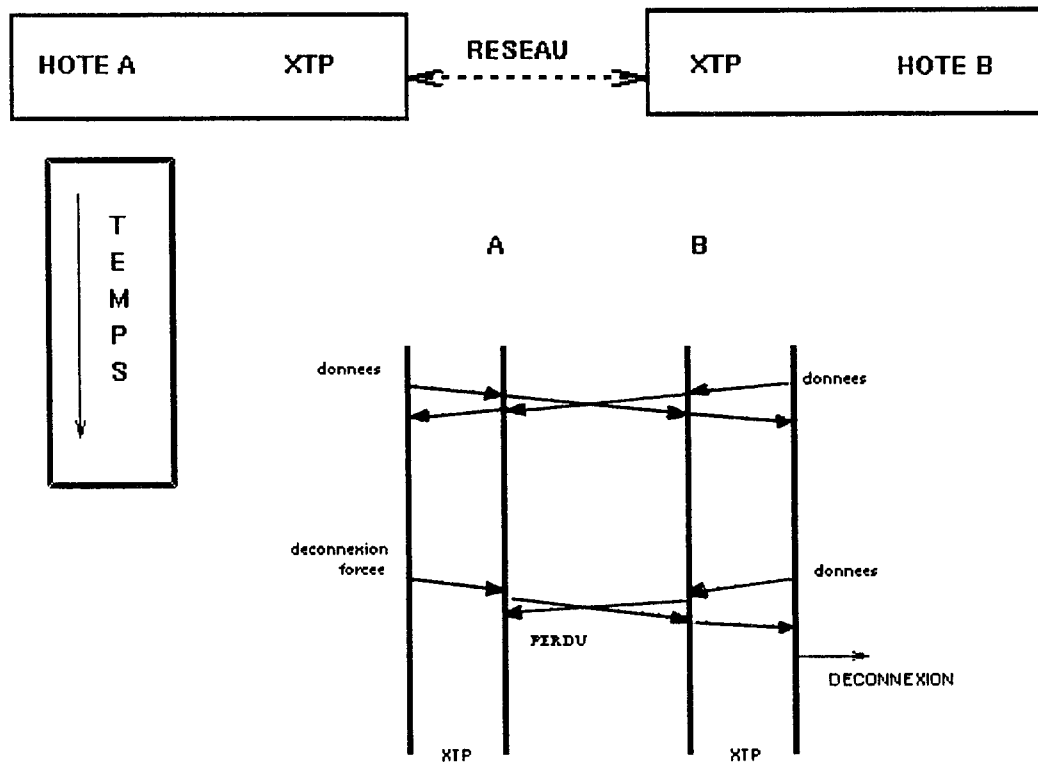 HOTE A XTP RESEAU XTP HOTE B
T
E
M
P
S
A B
donnees donnees
deconnexion
forcee
donnees
PERDU
DECONNEXION
XTP XTP